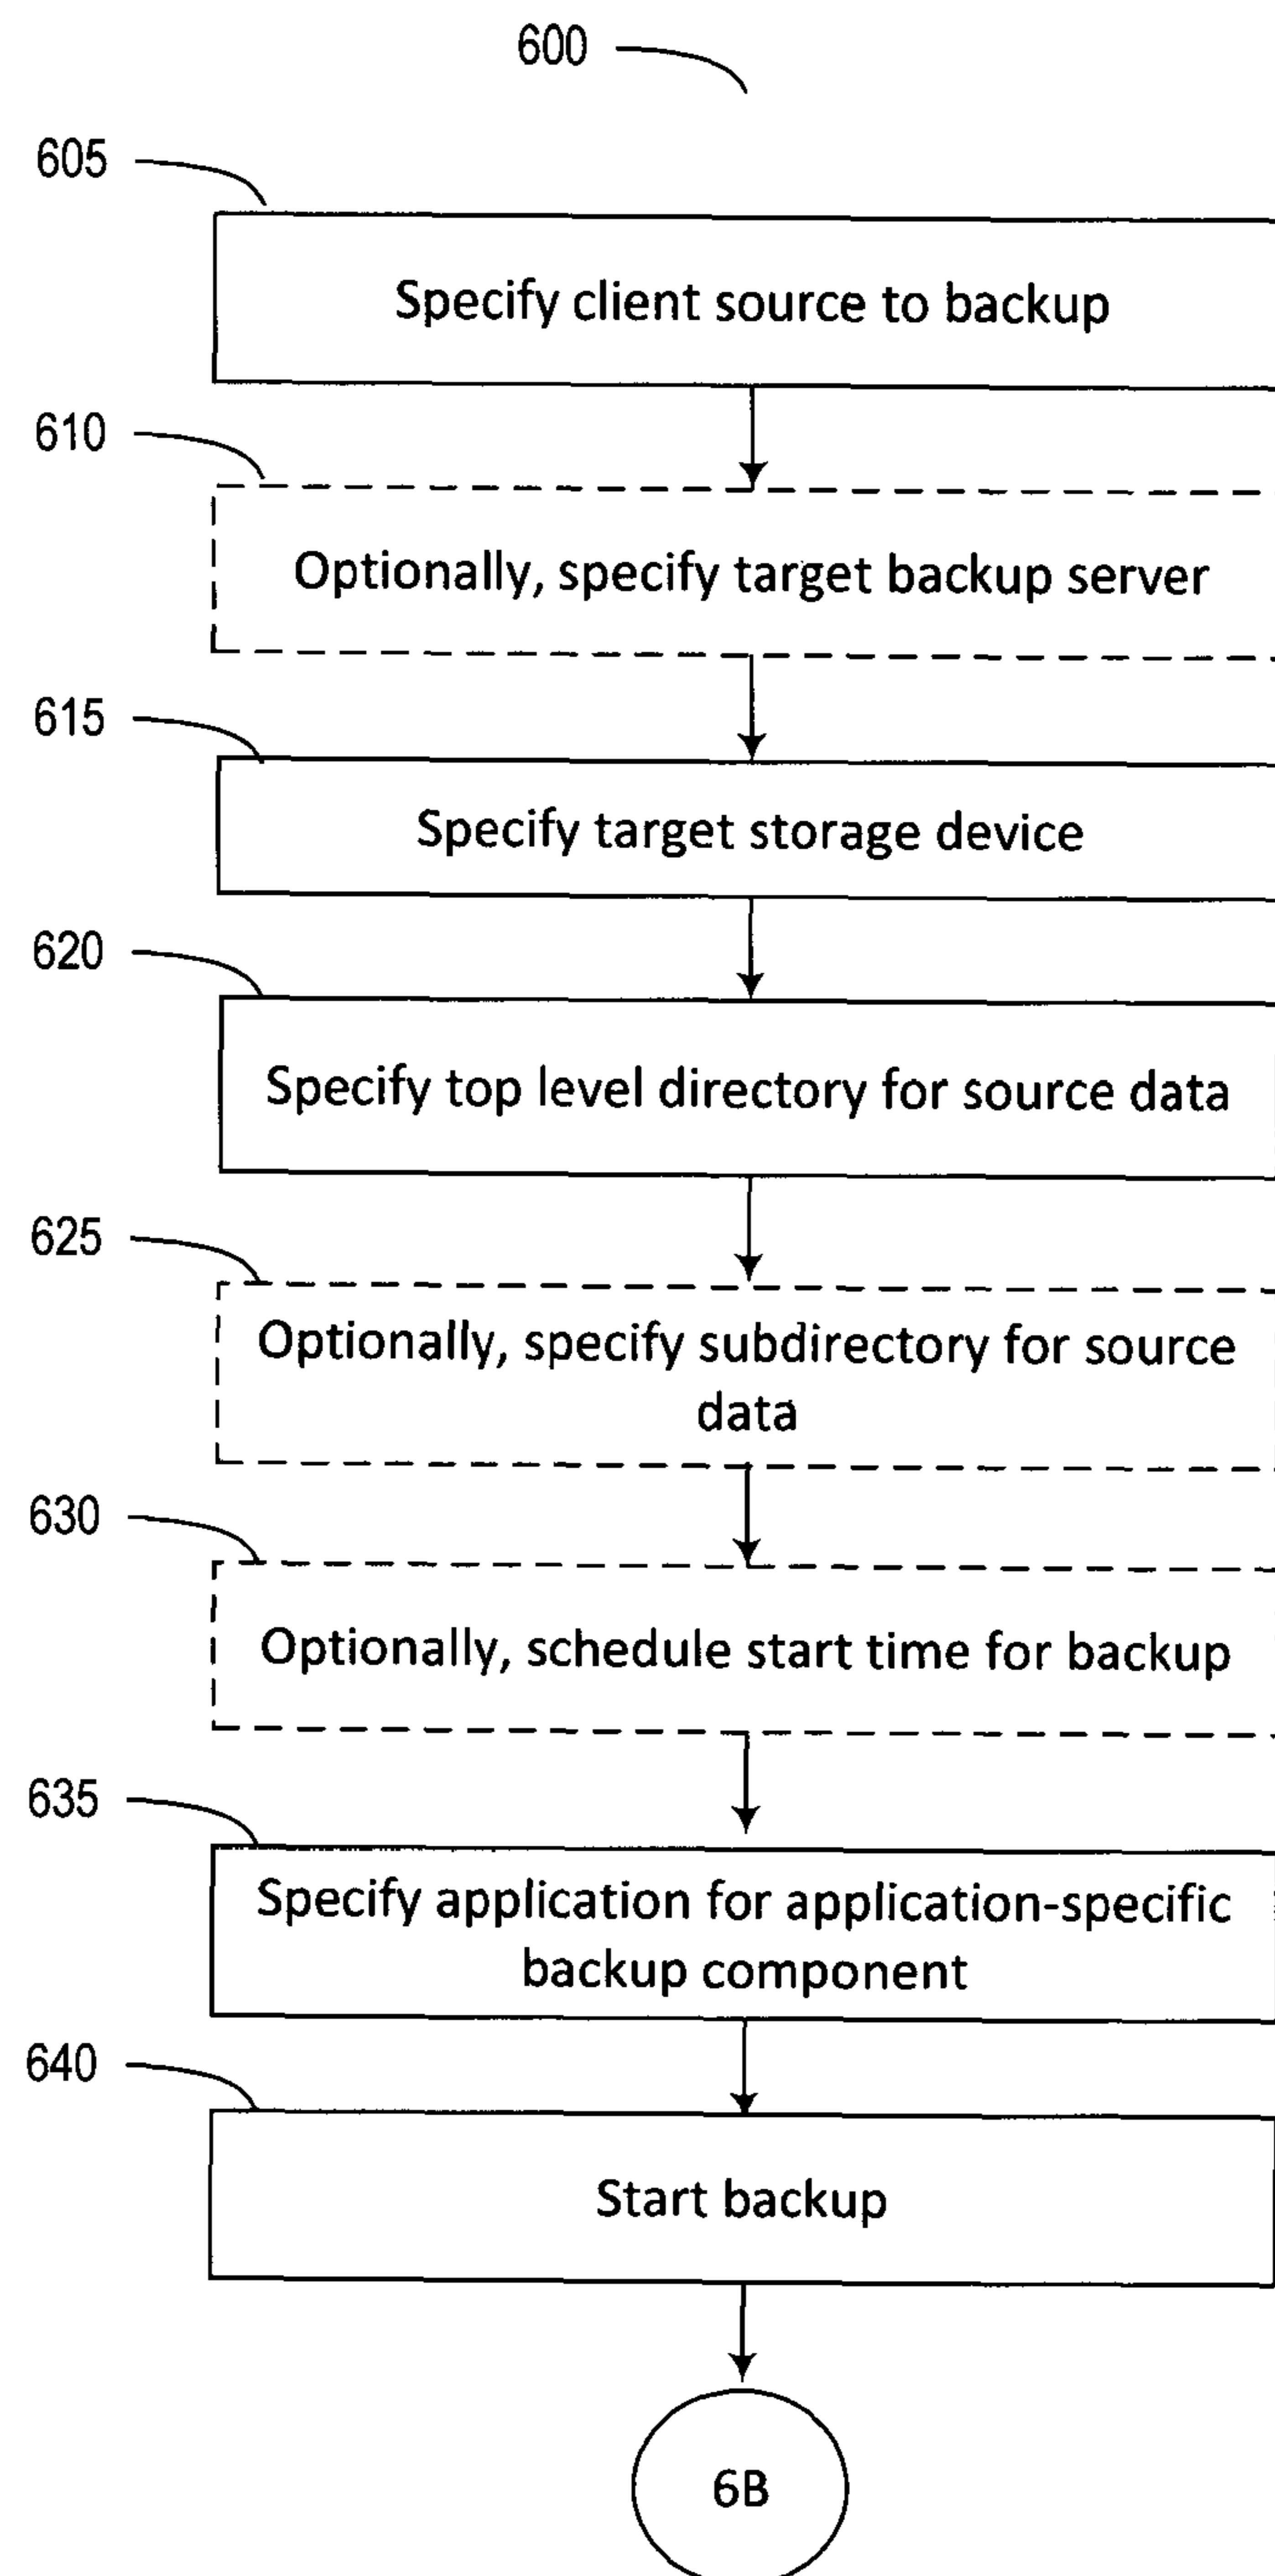 600
605
Specify client source to backup
610
Optionally, specify target backup server
615
Specify target storage device
620
Specify top level directory for source data
625
Optionally, specify subdirectory for source
data
630
Optionally, schedule start time for backup
635
Specify application for application-specific
backup component
640
Start backup
6B